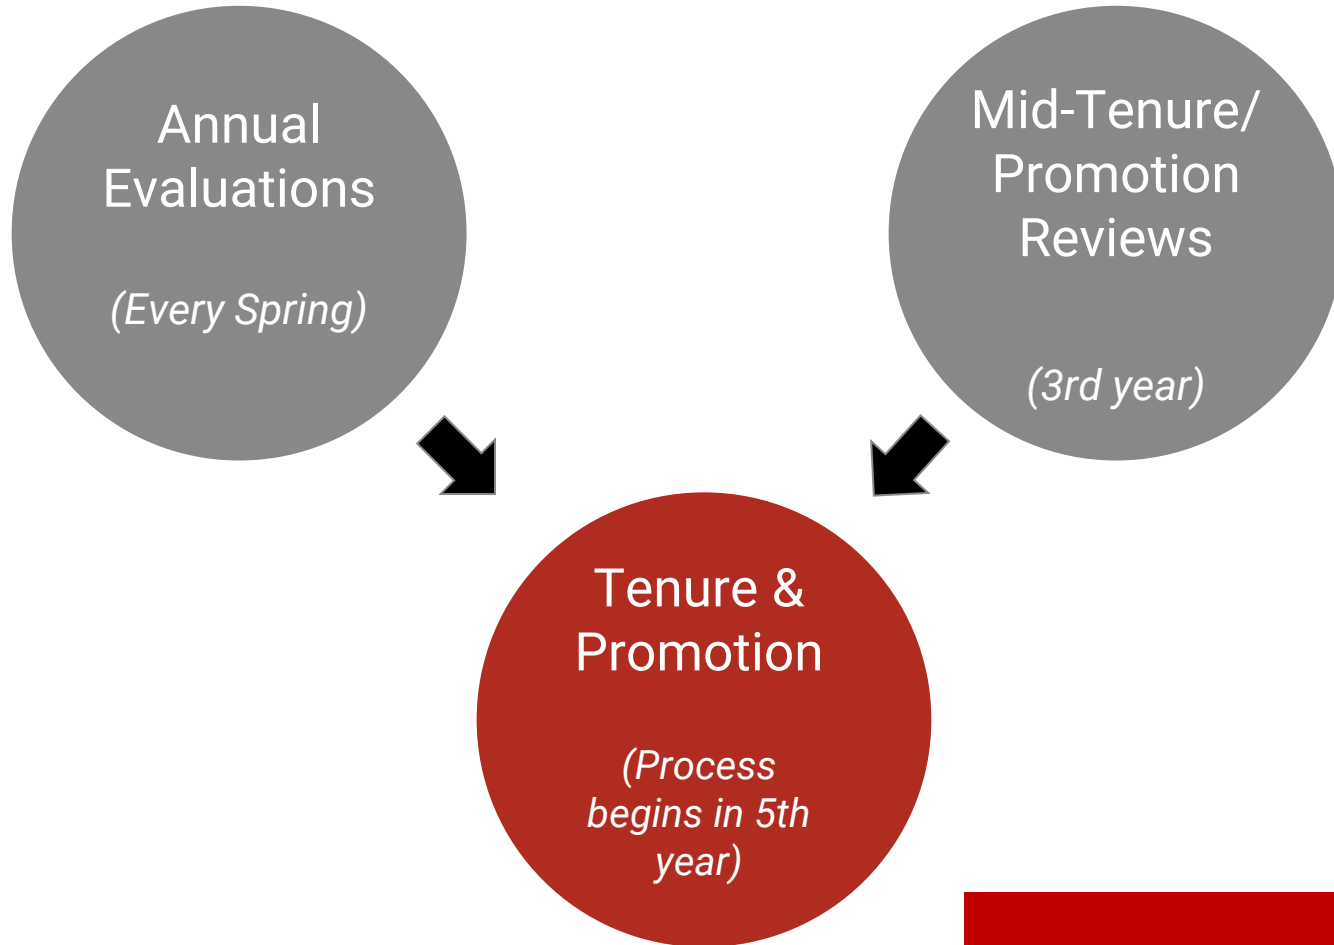 Annual
Evaluations
(Every Spring)
Mid-Tenure/
Promotion
Reviews
(3rd year)
Tenure &
Promotion
(Process
begins in 5th
year)